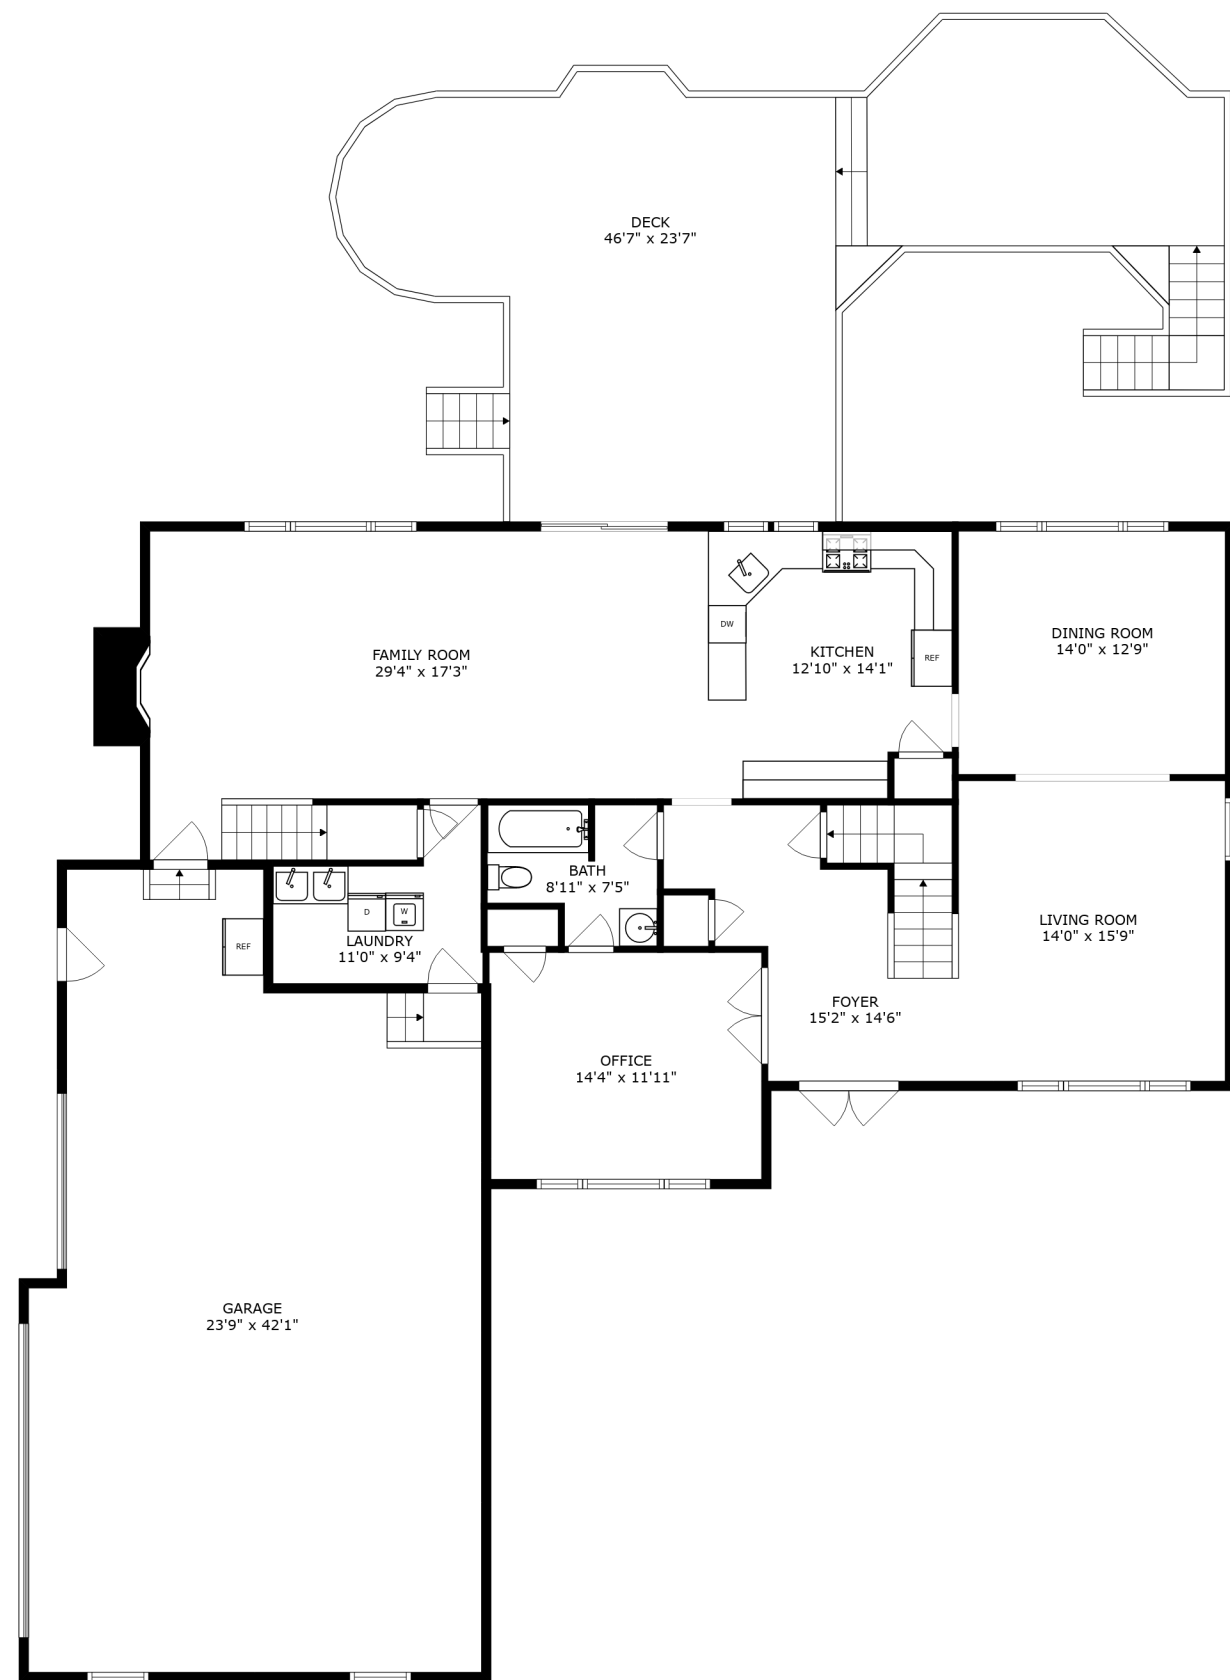 DECK
46'7" x 23'7"
DINING ROOM
14'0" x 12'9"
FAMILY ROOM
29'4" x 17'3"
DW
KITCHEN
12'10" x 14'1"
REF
BATH
8'11" x 7'5"
D
W
LAUNDRY
11'0" x 9'4"
REF
LIVING ROOM
14'0" x 15'9"
FOYER
15'2" x 14'6"
OFFICE
14'4" x 11'11"
GARAGE
23'9" x 42'1"